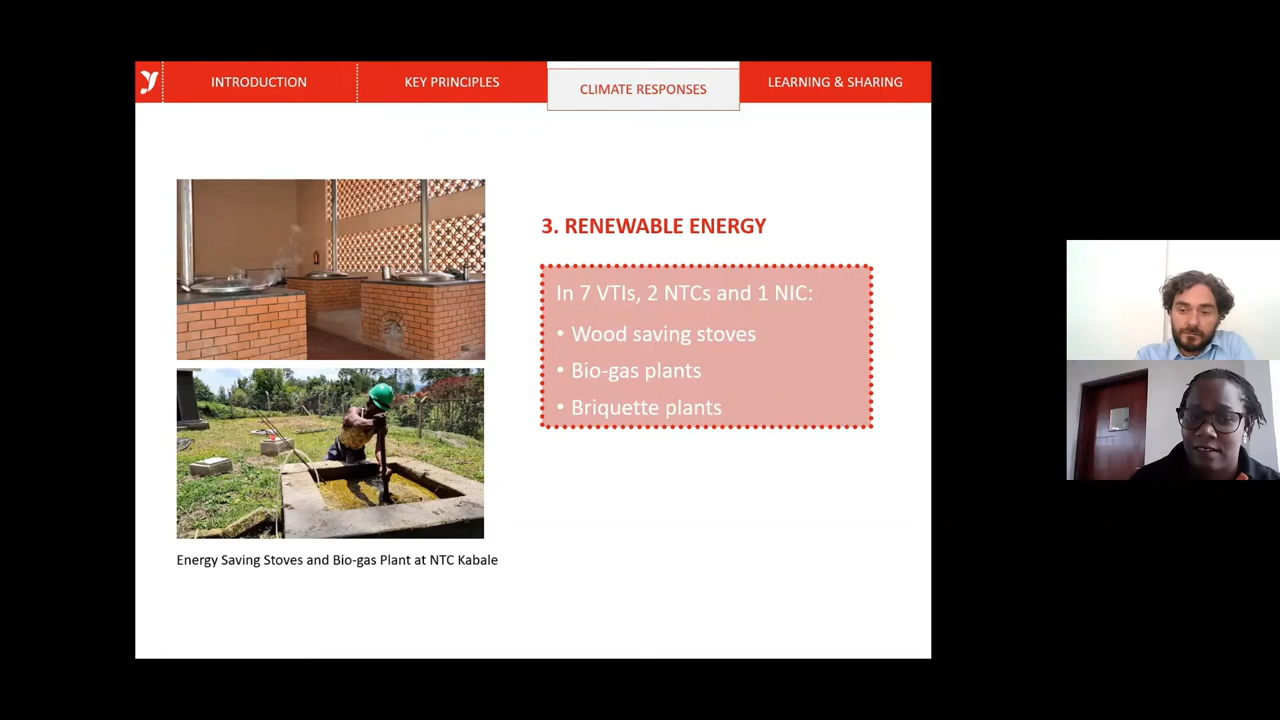 INTRODUCTION
KEY PRINCIPLES
CLIMATE RESPONSES
LEARNING & SHARING
3. RENEWABLE ENERGY
In 7 VTIs, 2 NTCs and 1 NIC:
• Wood saving stoves
• Bio-gas plants
• Briquette plants
Energy Saving Stoves and Bio-gas Plant at NTC Kabale